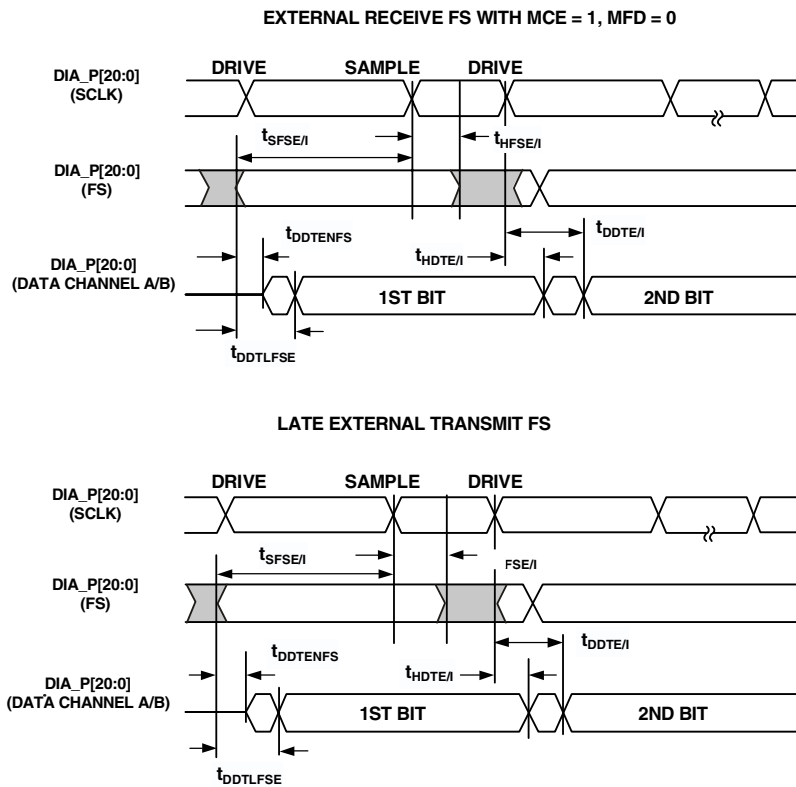 EXTERNAL RECEIVE FS WITH MCE = 1, MFD = 0
DIA_P[20:0]
(SCLK)
DRIVE SAMPLE DRIVE
tSFSE/I
tHFSE/I
DIA_P[20:0]
(FS)
tDDTENFS
tDDTE/I
tHDTE/I
DIA_P[20:0]
(DATA CHANNEL A/B)
1ST BIT 2ND BIT
tDDTLFSE
LATE EXTERNAL TRANSMIT FS
DIA_P[20:0]
(SCLK)
DRIVE SAMPLE DRIVE
tSFSE/I
FSE/I
DIA_P[20:0]
(FS)
tDDTENFS
tDDTE/I
tHDTE/I
DIA_P[20:0]
(DATA CHANNEL A/B)
1ST BIT 2ND BIT
tDDTLFSE